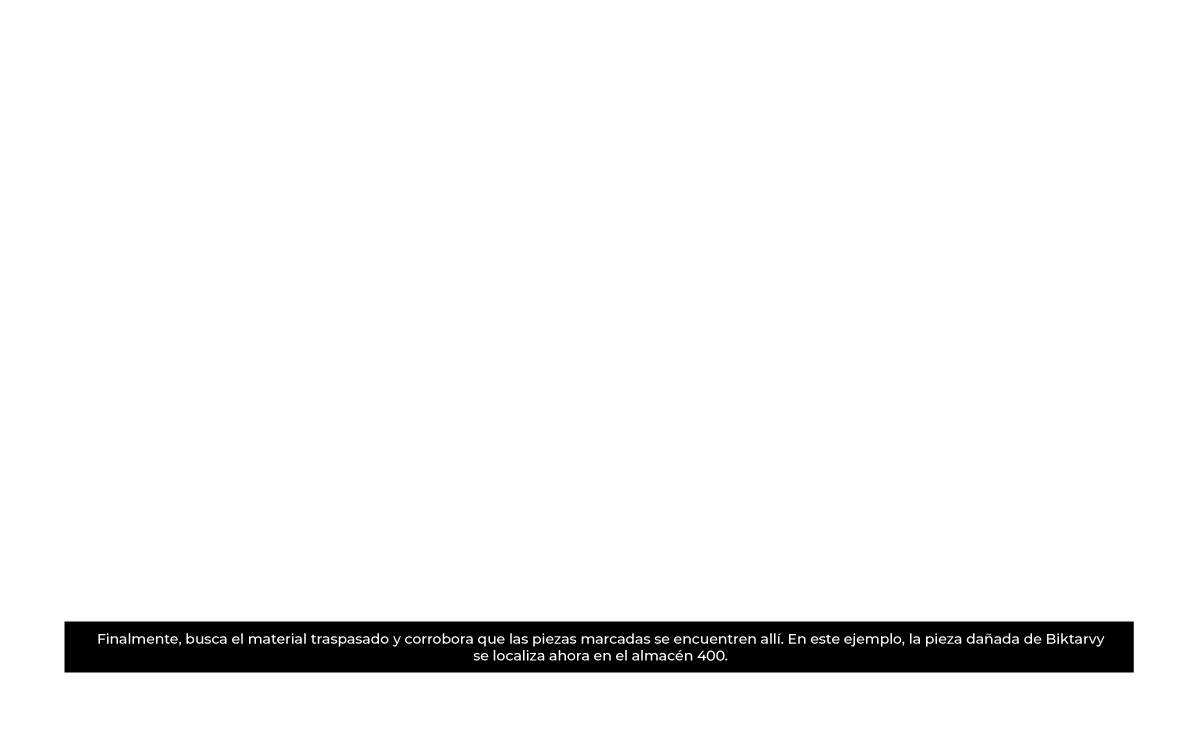 Finalmente, busca el material traspasado y corrobora que las piezas marcadas se encuentren allí. En este ejemplo, la pieza dañada de Biktarvy
se localiza ahora en el almacén 400.